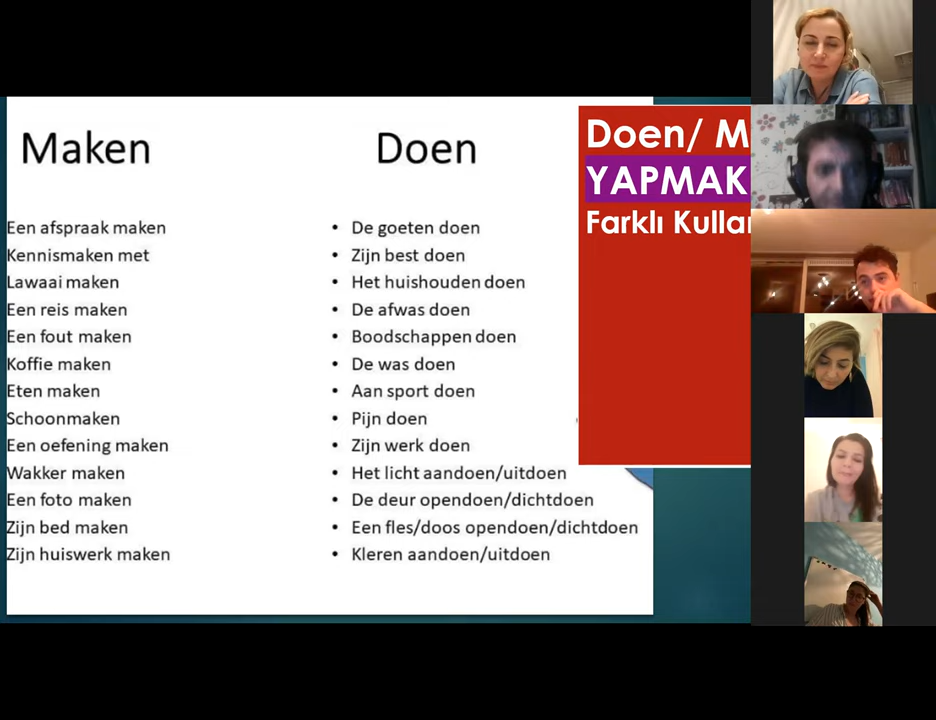 Maken
Een afspraak maken
Kennismaken met
Lawaai maken
Een reis maken
Een fout maken
Koffie maken
Eten maken
Schoonmaken
Een oefening maken
Wakker maken
Een foto maken
Zijn bed maken
Zijn huiswerk maken
Doen
• De goeten doen
• Zijn best doen
• Het huishouden doen
• De afwas doen
• Boodschappen doen
• De was doen
• Aan sport doen
• Pijn doen
• Zijn werk doen
• Het licht aandoen/uitdoen
• De deur opendoen/dichtdoen
• Een fles/doos opendoen/dichtdoen
• Kleren aandoen/uitdoen
Doen/ M
YAPMAK
Farklı Kullan